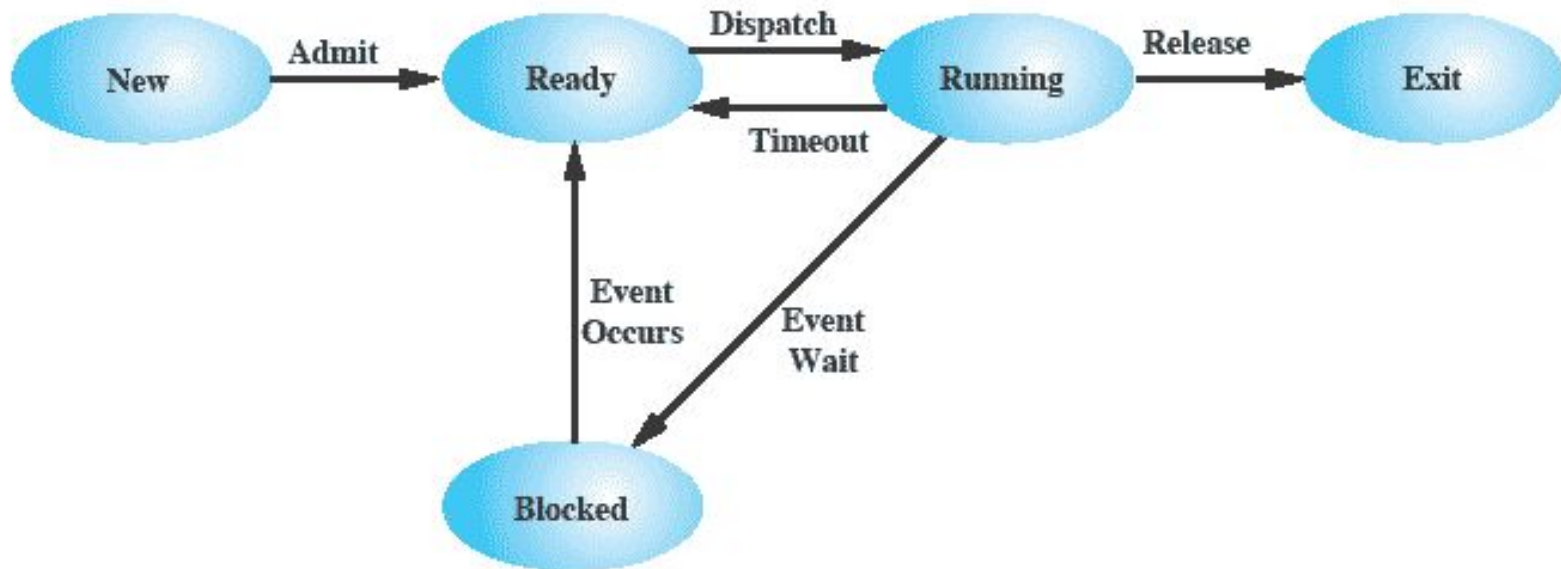 Dispatch
Release
Admit
New
Ready
Running
Exit
Timeout
Event
Occurs
Event
Wait
Blocked